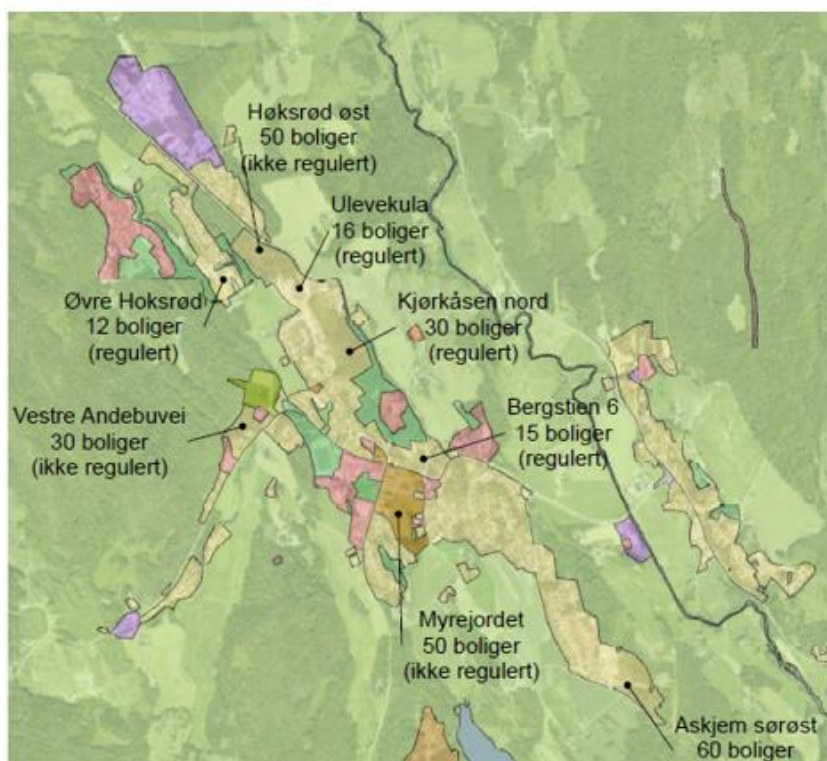 Høksrød øst
50 boliger
(ikke regulert)
Ulevekula
16 boliger
(regulert)
Øvre Hoksrød
12 boliger
(regulert)
Kjørkåsen nord
30 boliger
(regulert)
Vestre Andebuvei
30 boliger
(ikke regulert)
Bergstien 6
15 boliger
(regulert)
Myrejordet
50 boliger
(ikke regulert)
Askjem sørøst
60 boliger